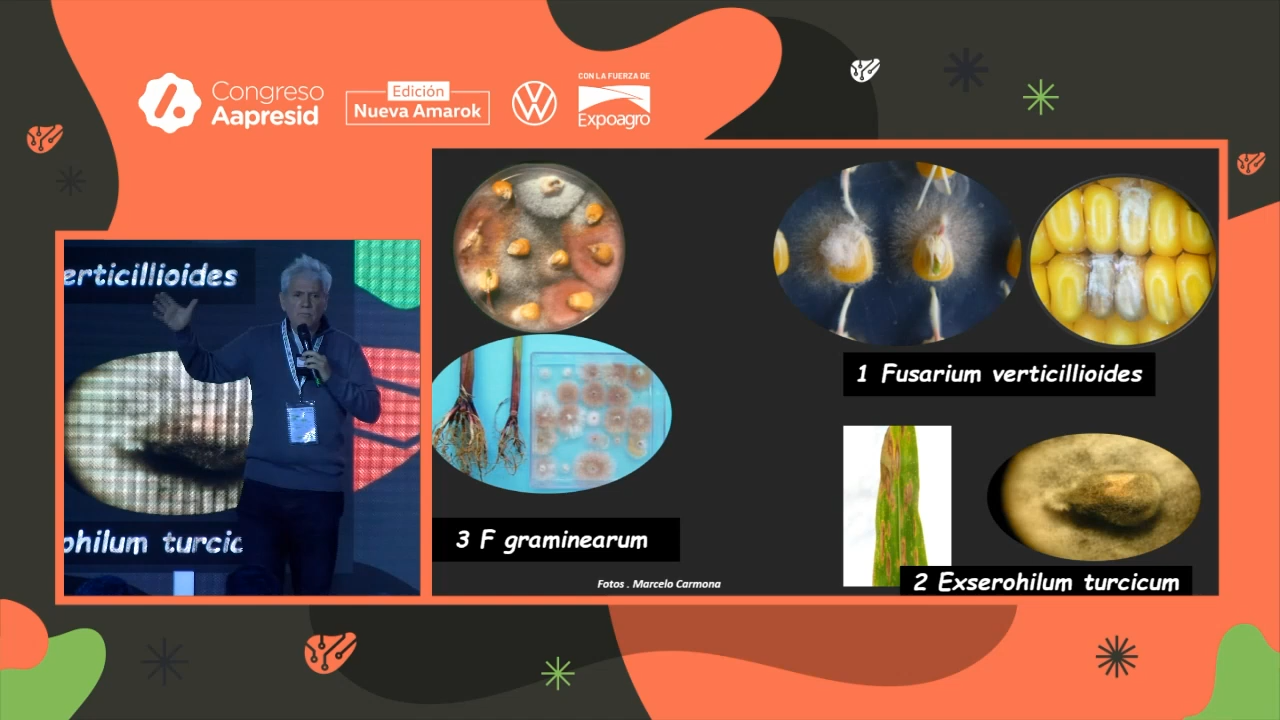 Congreso
Aapresid
Edición
Nueva Amarok
CON LA FUERZA DE
Expoagro
erticillioides
ohilum turcic
1 Fusarium verticillioides
3 F graminearum
Fotos . Marcelo Carmona
2 Exserohilum turcicum